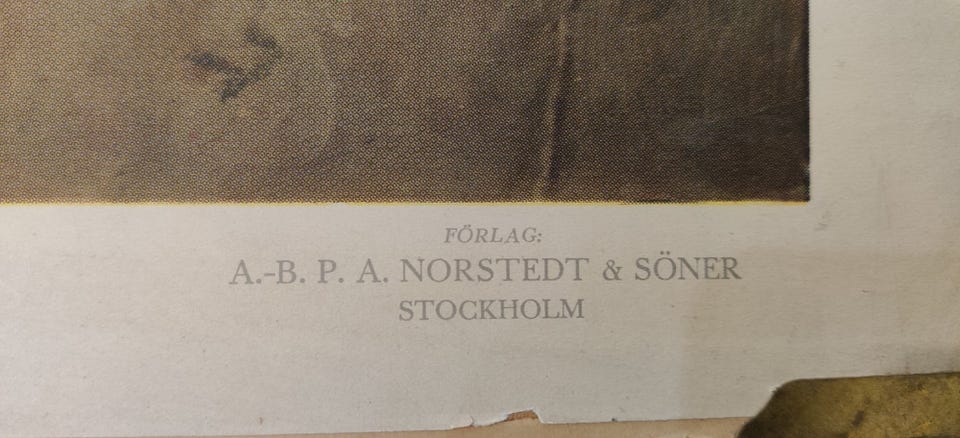 FÖRLAG:
A.-B. P. A. NORSTEDT & SÖNER
STOCKHOLM